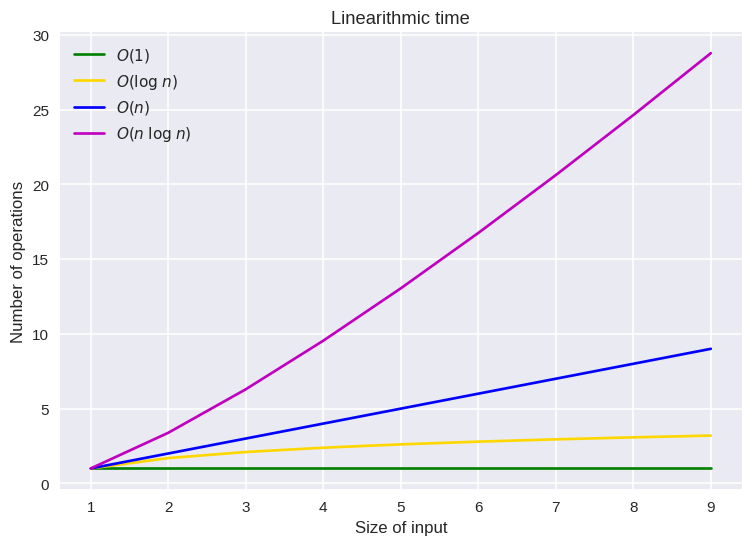 Linearithmic time
O(1)
O(log n)
O(n)
O(n log n)
Number of operations
30
25
20
15
10
5
0
1 2 3 4 5 6 7 8 9
Size of input